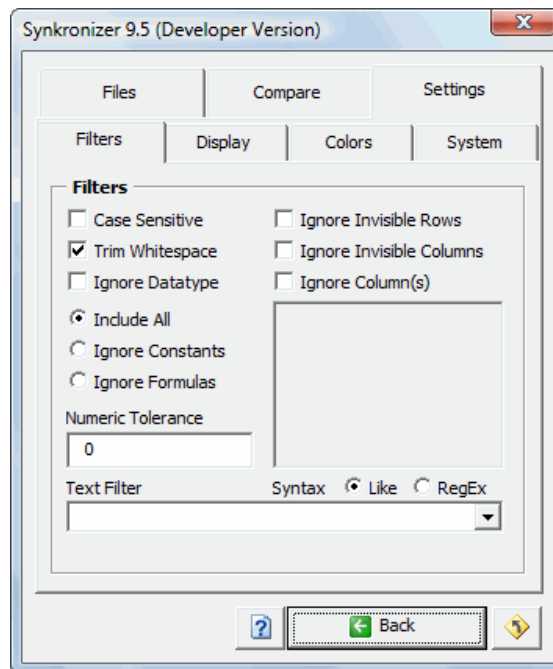 Synkronizer 9.5 (Developer Version)
Files Compare Settings
Filters Display Colors System
Filters
Case Sensitive Ignore Invisible Rows
Trim Whitespace Ignore Invisible Columns
Ignore Datatype Ignore Column(s)
Include All
Ignore Constants
Ignore Formulas
Numeric Tolerance
0
Text Filter Syntax Like RegEx
Back